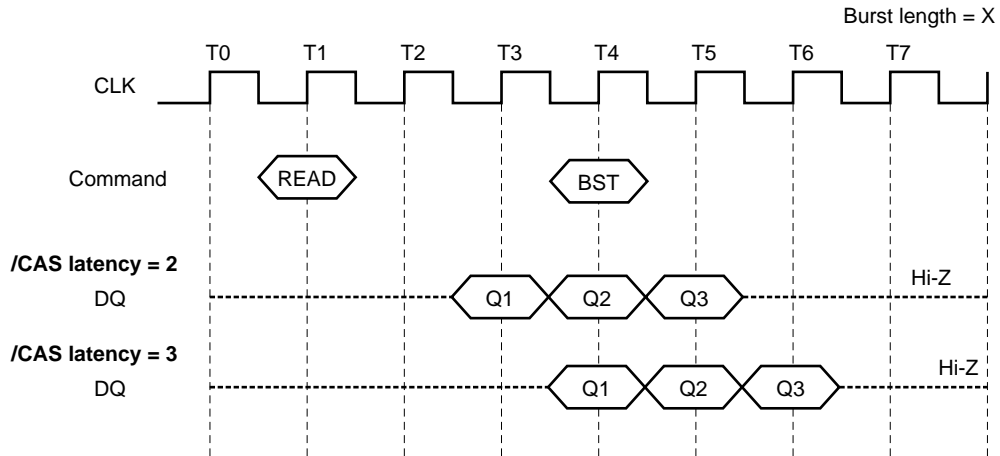 Burst length = X
T0 T1 T2 T3 T4 T5 T6 T7
CLK
Command READ BST
/CAS latency = 2
DQ Q1 Q2 Q3 Hi-Z
/CAS latency = 3
DQ Q1 Q2 Q3 Hi-Z